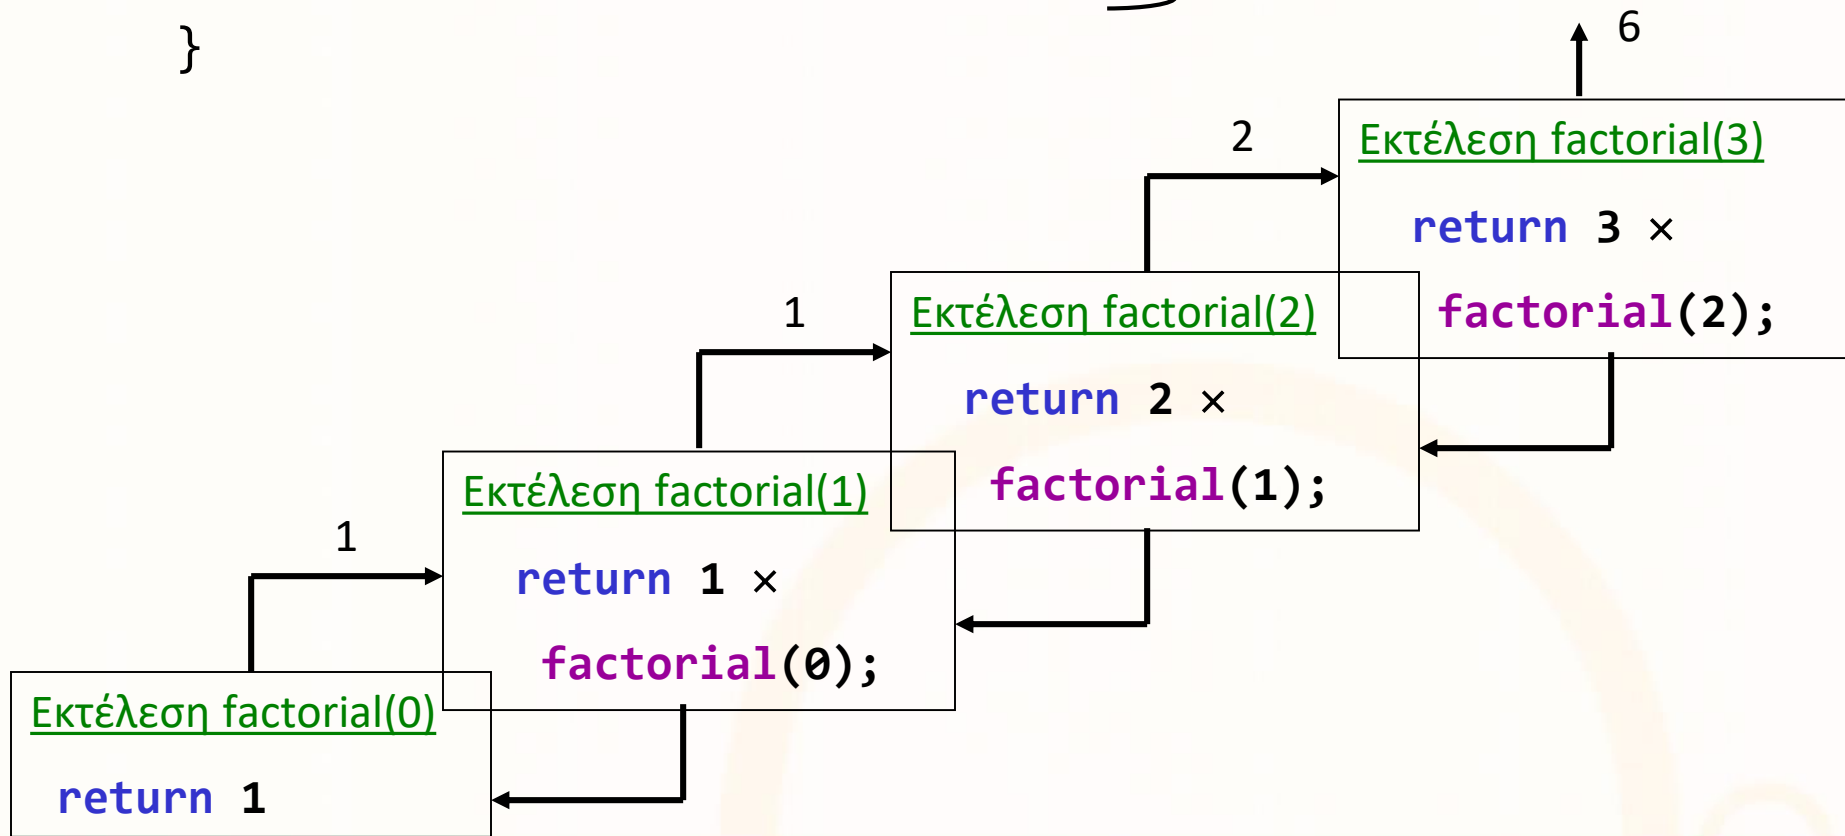 }
6
2
Εκτέλεση factorial(3)
return 3 ×
factorial(2);
1
Εκτέλεση factorial(2)
return 2 ×
factorial(1);
1
Εκτέλεση factorial(1)
return 1 ×
factorial(0);
Εκτέλεση factorial(0)
return 1